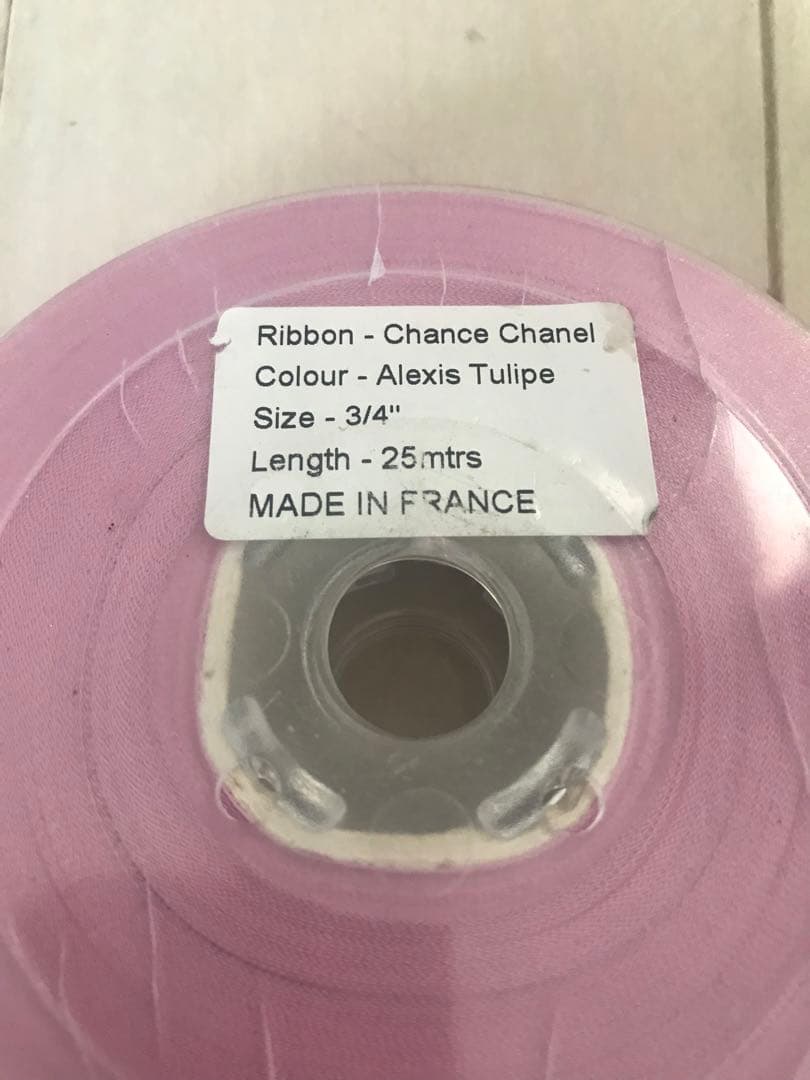 Ribbon - Chance Chanel
Colour - Alexis Tulipe
Size - 3/4"
Length - 25mtrs
MADE IN FRANCE